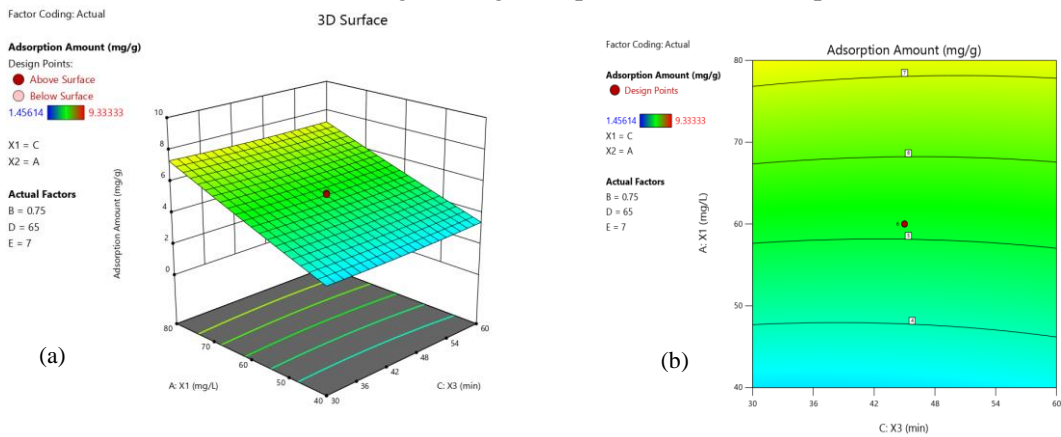 Factor Coding: Actual
3D Surface
Adsorption Amount (mg/g)
Design Points:
Above Surface
Below Surface
1.45614 9.33333
X1 = C
X2 = A
Actual Factors
B = 0.75
D = 65
E = 7
10
8
6
4
2
0
Adsorption Amount (mg/g)
80
70
60
50
40
A: X1 (mg/L)
30
36
42
48
54
60
C: X3 (min)
(a)
Factor Coding: Actual
Adsorption Amount (mg/g)
Adsorption Amount (mg/g)
Design Points
1.45614 9.33333
X1 = C
X2 = A
Actual Factors
B = 0.75
D = 65
E = 7
80
70
60
50
40
A: X1 (mg/L)
7
6
6
5
4
30 36 42 48 54 60
C: X3 (min)
(b)